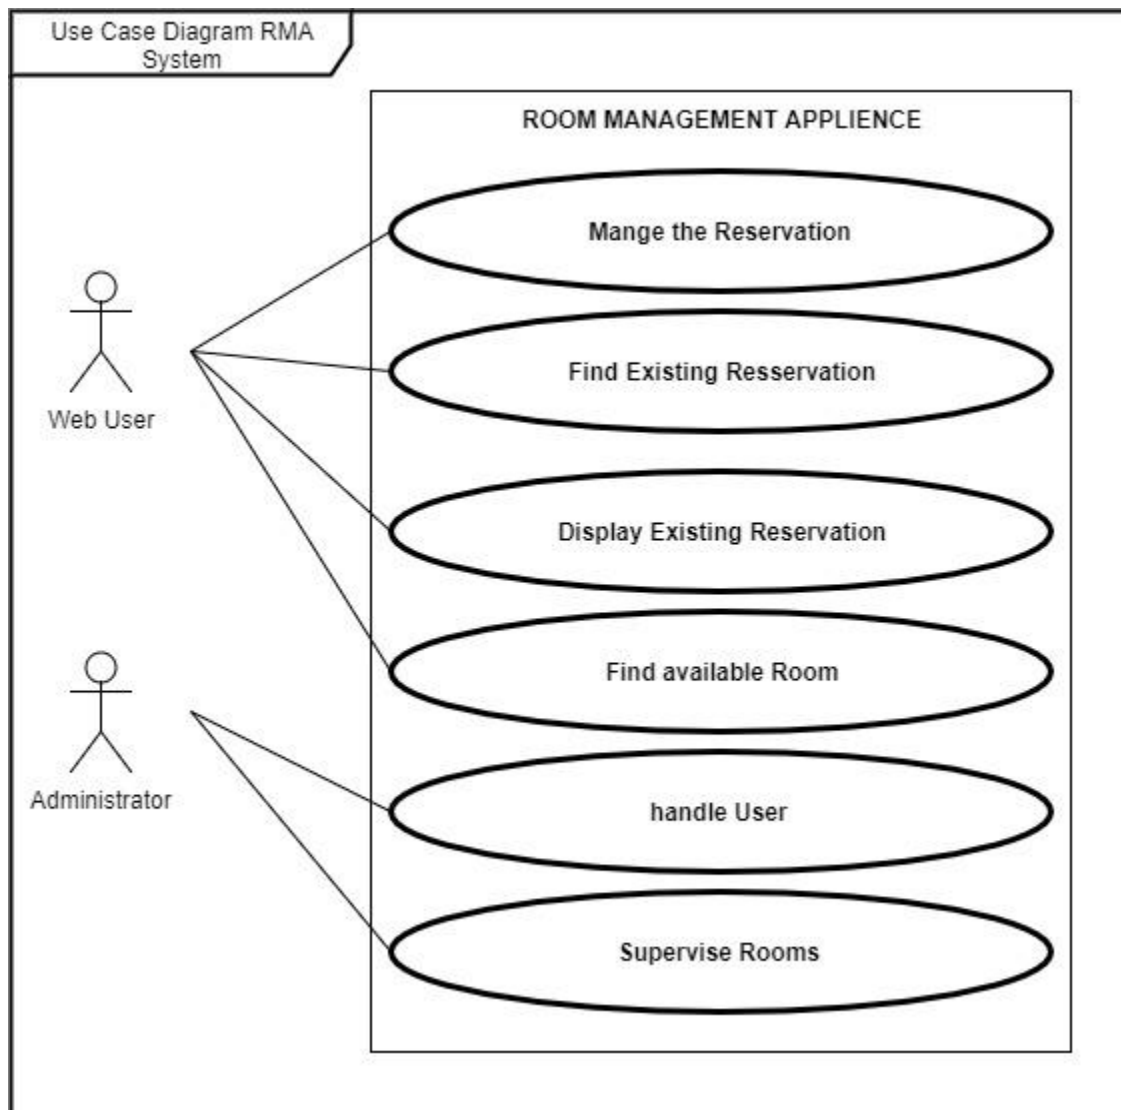 Use Case Diagram RMA
System
ROOM MANAGEMENT APPLIENCE
Mange the Reservation
Find Existing Resservation
Web User
Display Existing Reservation
Find available Room
Administrator
handle User
Supervise Rooms